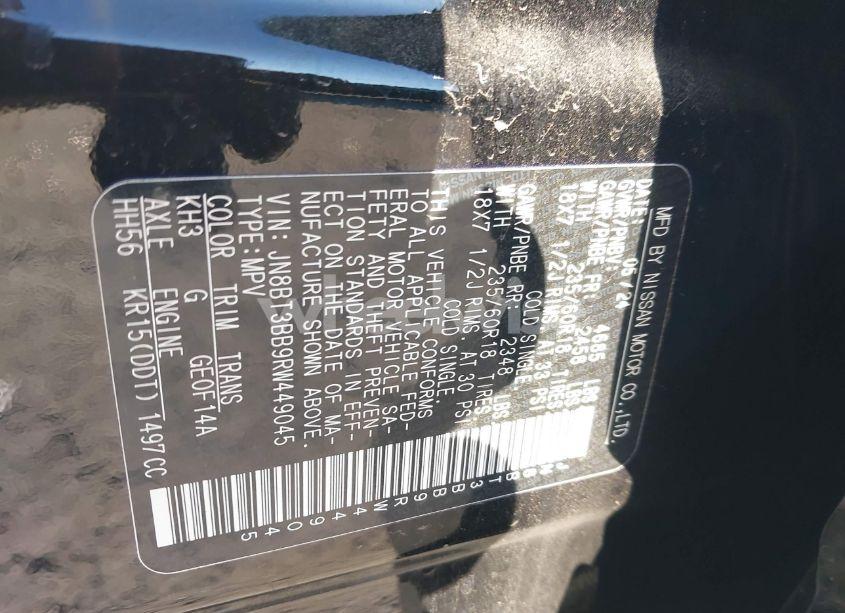 MFD BY NISSAN MOTOR CO.,LTD.
DATE: 06/24
GVWR/PNBV: 4665 LBS
GAWR/PNBE FR: 2458 LBS
WITH 235/60R18 TIRES
18X7 1/2J RIMS. AT 33 PSI
COLD SINGLE.
GAWR/PNBE RR: 2348 LBS
WITH 235/60R18 TIRES
18X7 1/2J RIMS. AT 30 PSI
COLD SINGLE.
THIS VEHICLE CONFORMS
TO ALL APPLICABLE FED-
ERAL MOTOR VEHICLE SA-
FETY AND THEFT PREVEN-
TION STANDARDS IN EFF-
ECT ON THE DATE OF MA-
NUFACTURE SHOWN ABOVE.
VIN: JN8BT3BB9RW449045
TYPE: MPV
COLOR TRIM TRANS
KH3 G GEOF14A
AXLE ENGINE
HH56 KR15(DDT) 1497CC
JN8BT3BB9RW449045